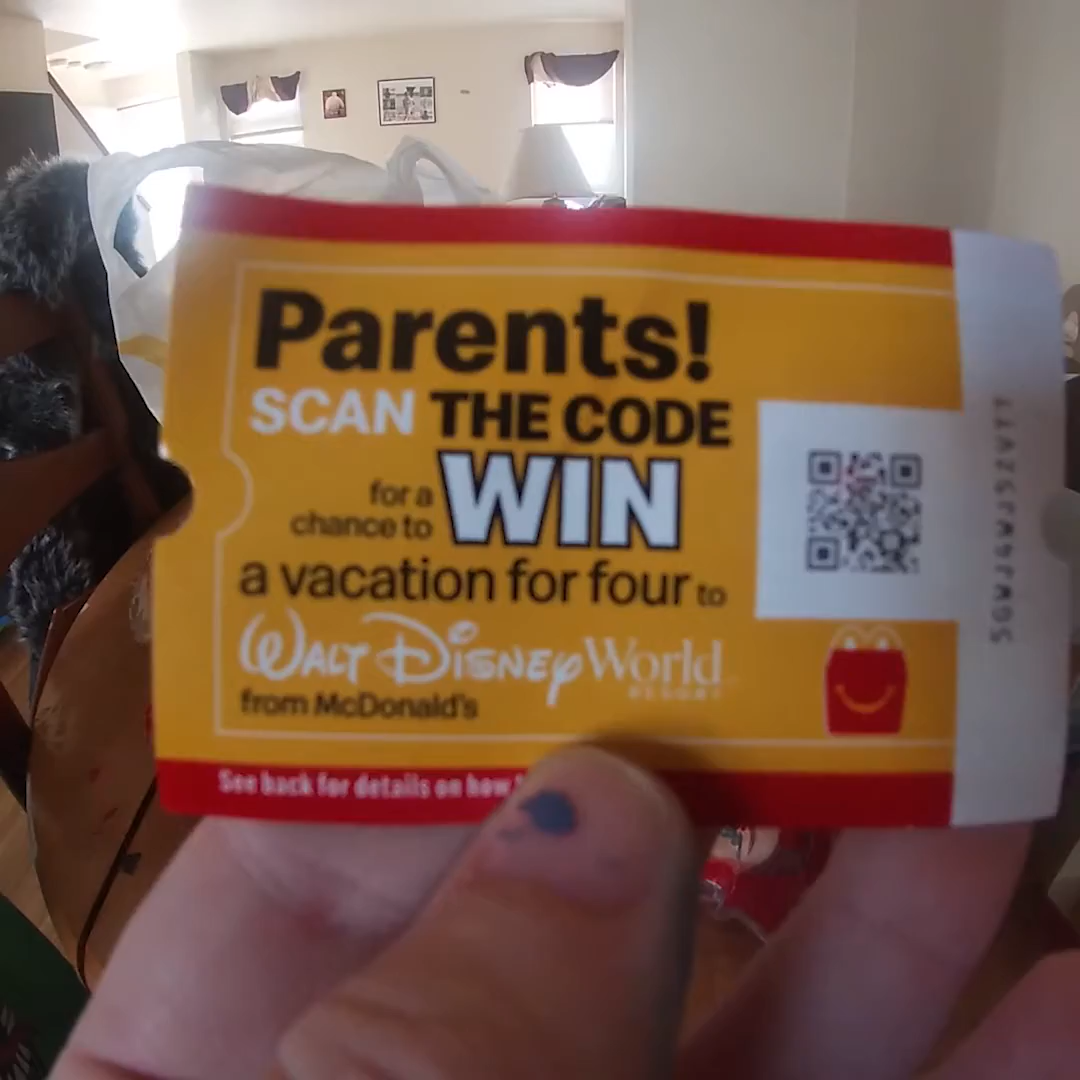 Parents!
SCAN THE CODE
for a
chance to WIN
a vacation for four to
WALT DISNEY World
RESORT
from McDonald's
See back for details on how